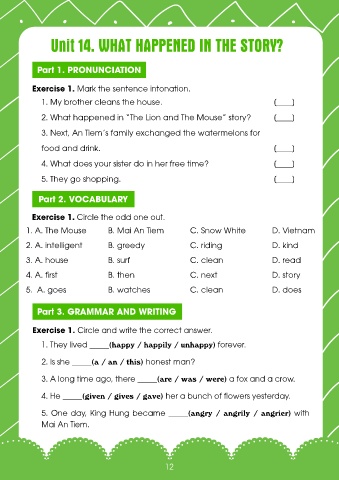 Unit 14. WHAT HAPPENED IN THE STORY?
Part 1. PRONUNCIATION
Exercise 1. Mark the sentence intonation.
1. My brother cleans the house. (____)
2. What happened in “The Lion and The Mouse” story? (____)
3. Next, An Tiem’s family exchanged the watermelons for
food and drink. (____)
4. What does your sister do in her free time? (____)
5. They go shopping. (____)
Part 2. VOCABULARY
Exercise 1. Circle the odd one out.
1. A. The Mouse B. Mai An Tiem C. Snow White D. Vietnam
2. A. intelligent B. greedy C. riding D. kind
3. A. house B. surf C. clean D. read
4. A. first B. then C. next D. story
5. A. goes B. watches C. clean D. does
Part 3. GRAMMAR AND WRITING
Exercise 1. Circle and write the correct answer.
1. They lived _____(happy / happily / unhappy) forever.
2. Is she _____(a / an / this) honest man?
3. A long time ago, there _____(are / was / were) a fox and a crow.
4. He _____(given / gives / gave) her a bunch of flowers yesterday.
5. One day, King Hung became _____(angry / angrily / angrier) with
Mai An Tiem.
12